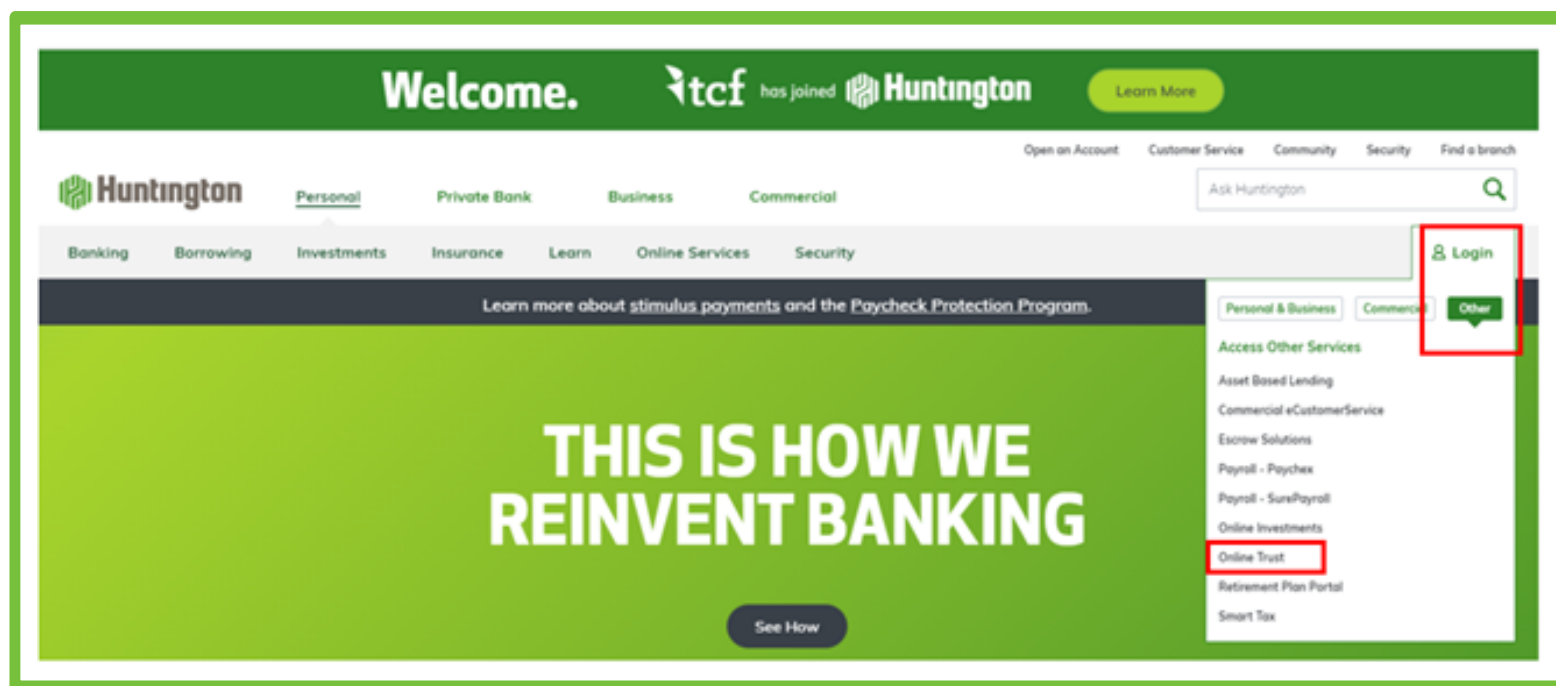 Welcome. tcf has joined Huntington Learn More
Open an Account Customer Service Community Security Find a branch
Huntington Personal Private Bank Business Commercial Ask Huntington
Banking Borrowing Investments Insurance Learn Online Services Security Login
Learn more about stimulus payments and the Paycheck Protection Program.
Personal & Business Commercial Other
Access Other Services
Asset Based Lending
Commercial eCustomerService
Escrow Solutions
Payroll - Paychex
Payroll - SurePayroll
Online Investments
Online Trust
Retirement Plan Portal
Smart Tax
THIS IS HOW WE
REINVENT BANKING
See How